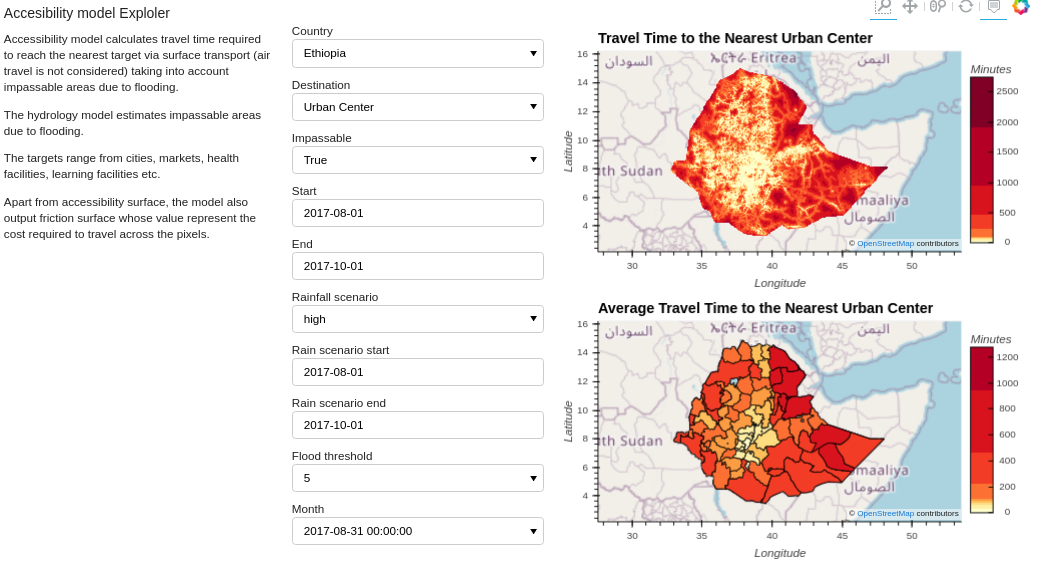 Accesibility model Exploler
Accessibility model calculates travel time required
to reach the nearest target via surface transport (air
travel is not considered) taking into account
impassable areas due to flooding.
The hydrology model estimates impassable areas
due to flooding.
The targets range from cities, markets, health
facilities, learning facilities etc.
Apart from accessibility surface, the model also
output friction surface whose value represent the
cost required to travel across the pixels.
Country
Ethiopia
Destination
Urban Center
Impassable
True
Start
2017-08-01
End
2017-10-01
Rainfall scenario
high
Rain scenario start
2017-08-01
Rain scenario end
2017-10-01
Flood threshold
5
Month
2017-08-31 00:00:00
Travel Time to the Nearest Urban Center
Latitude
16
14
12
10
8
6
4
السودان
Eritrea
اليمن
th Sudan
maaliya
الصومال
© OpenStreetMap contributors
30
35
40
45
50
Longitude
Minutes
2500
2000
1500
1000
500
0
Average Travel Time to the Nearest Urban Center
Latitude
16
14
12
10
8
6
4
السودان
Eritrea
اليمن
th Sudan
maaliya
الصومال
© OpenStreetMap contributors
30
35
40
45
50
Longitude
Minutes
1200
1000
800
600
400
200
0